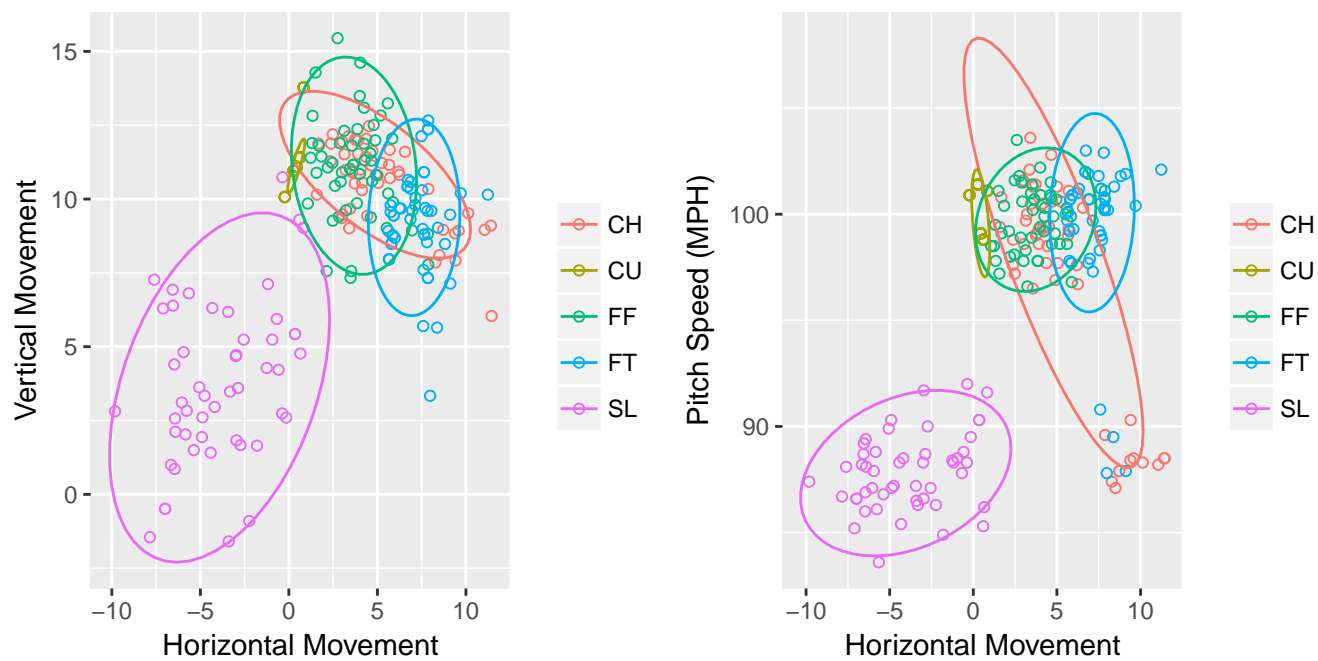 15
10
5
0
−10
−5
0
5
10
Vertical Movement
Horizontal Movement
CH
CU
FF
FT
SL
100
90
−10
−5
0
5
10
Pitch Speed (MPH)
Horizontal Movement
CH
CU
FF
FT
SL